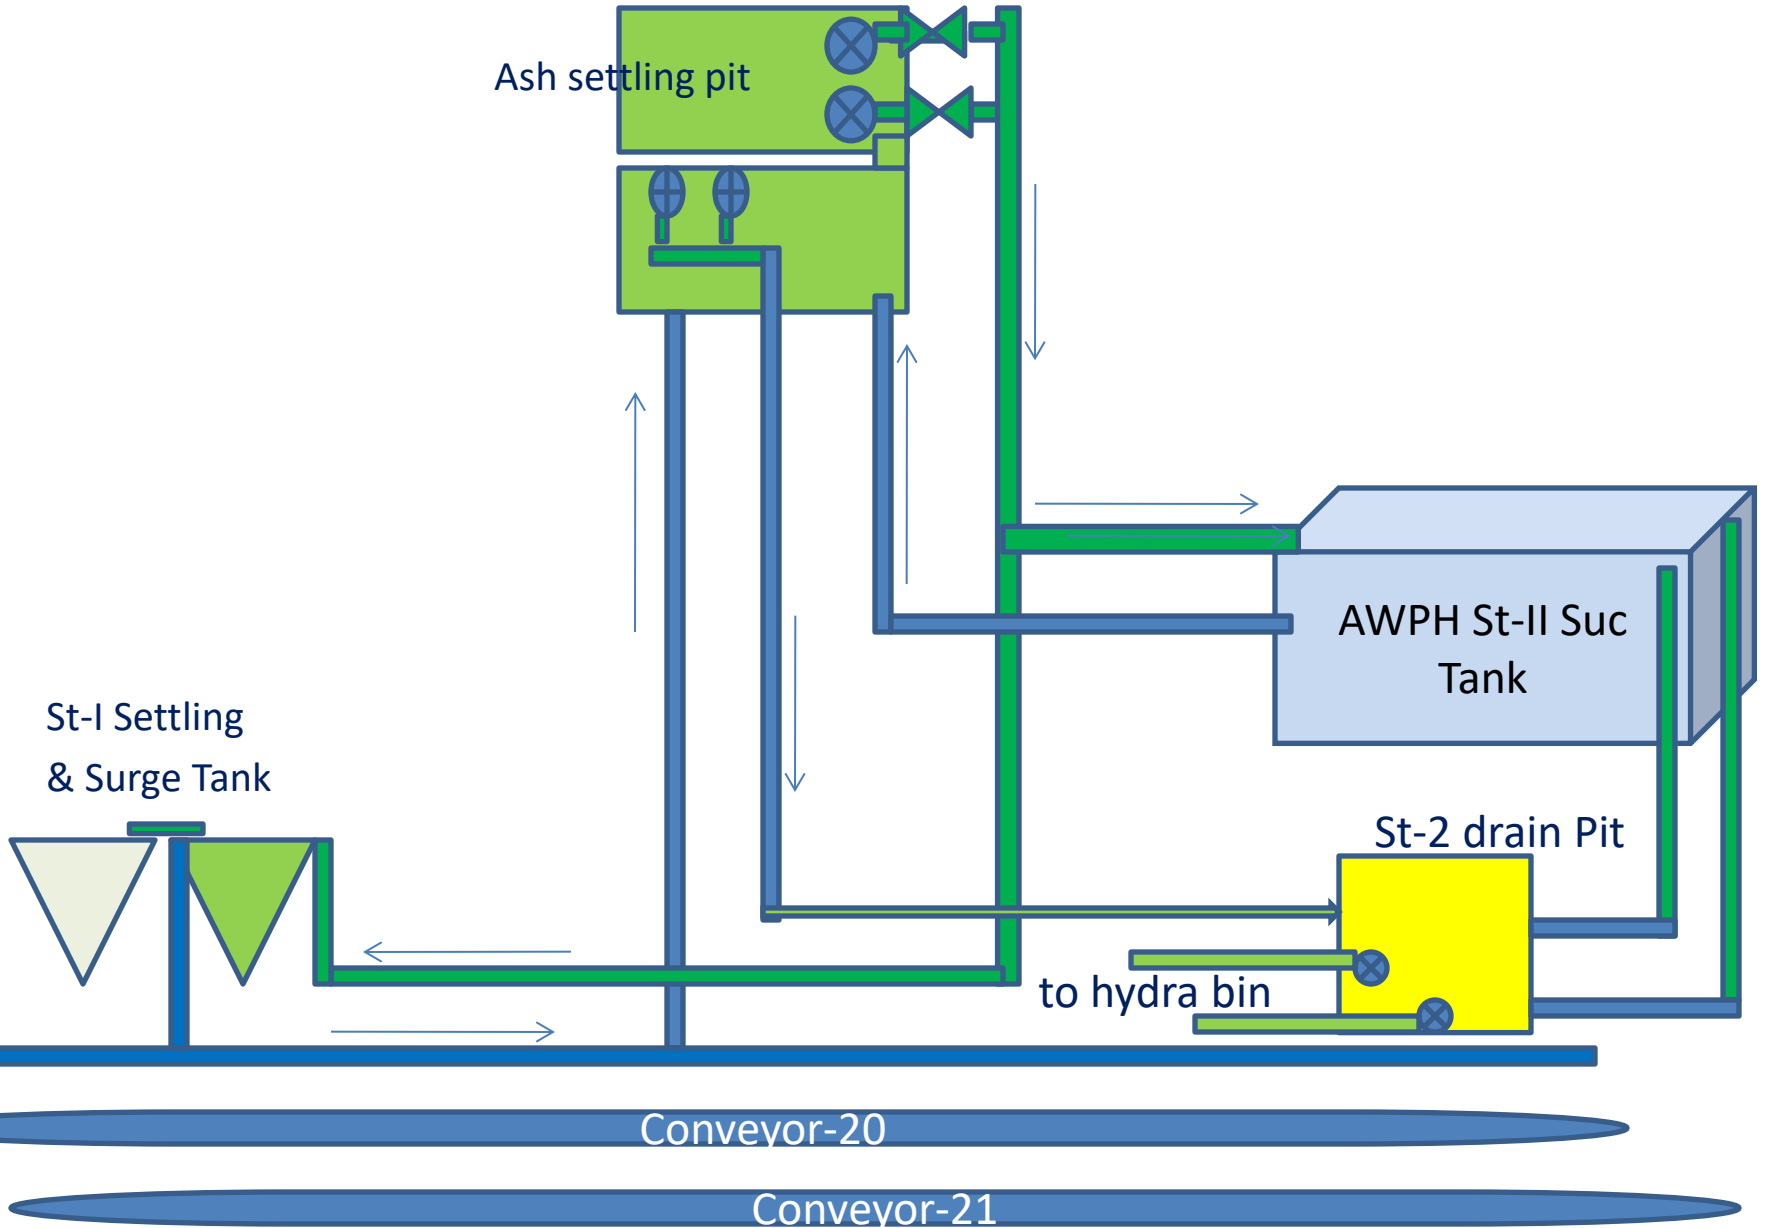 Ash settling pit
AWPH St-II Suc
Tank
St-I Settling
& Surge Tank
St-2 drain Pit
to hydra bin
Conveyor-20
Conveyor-21